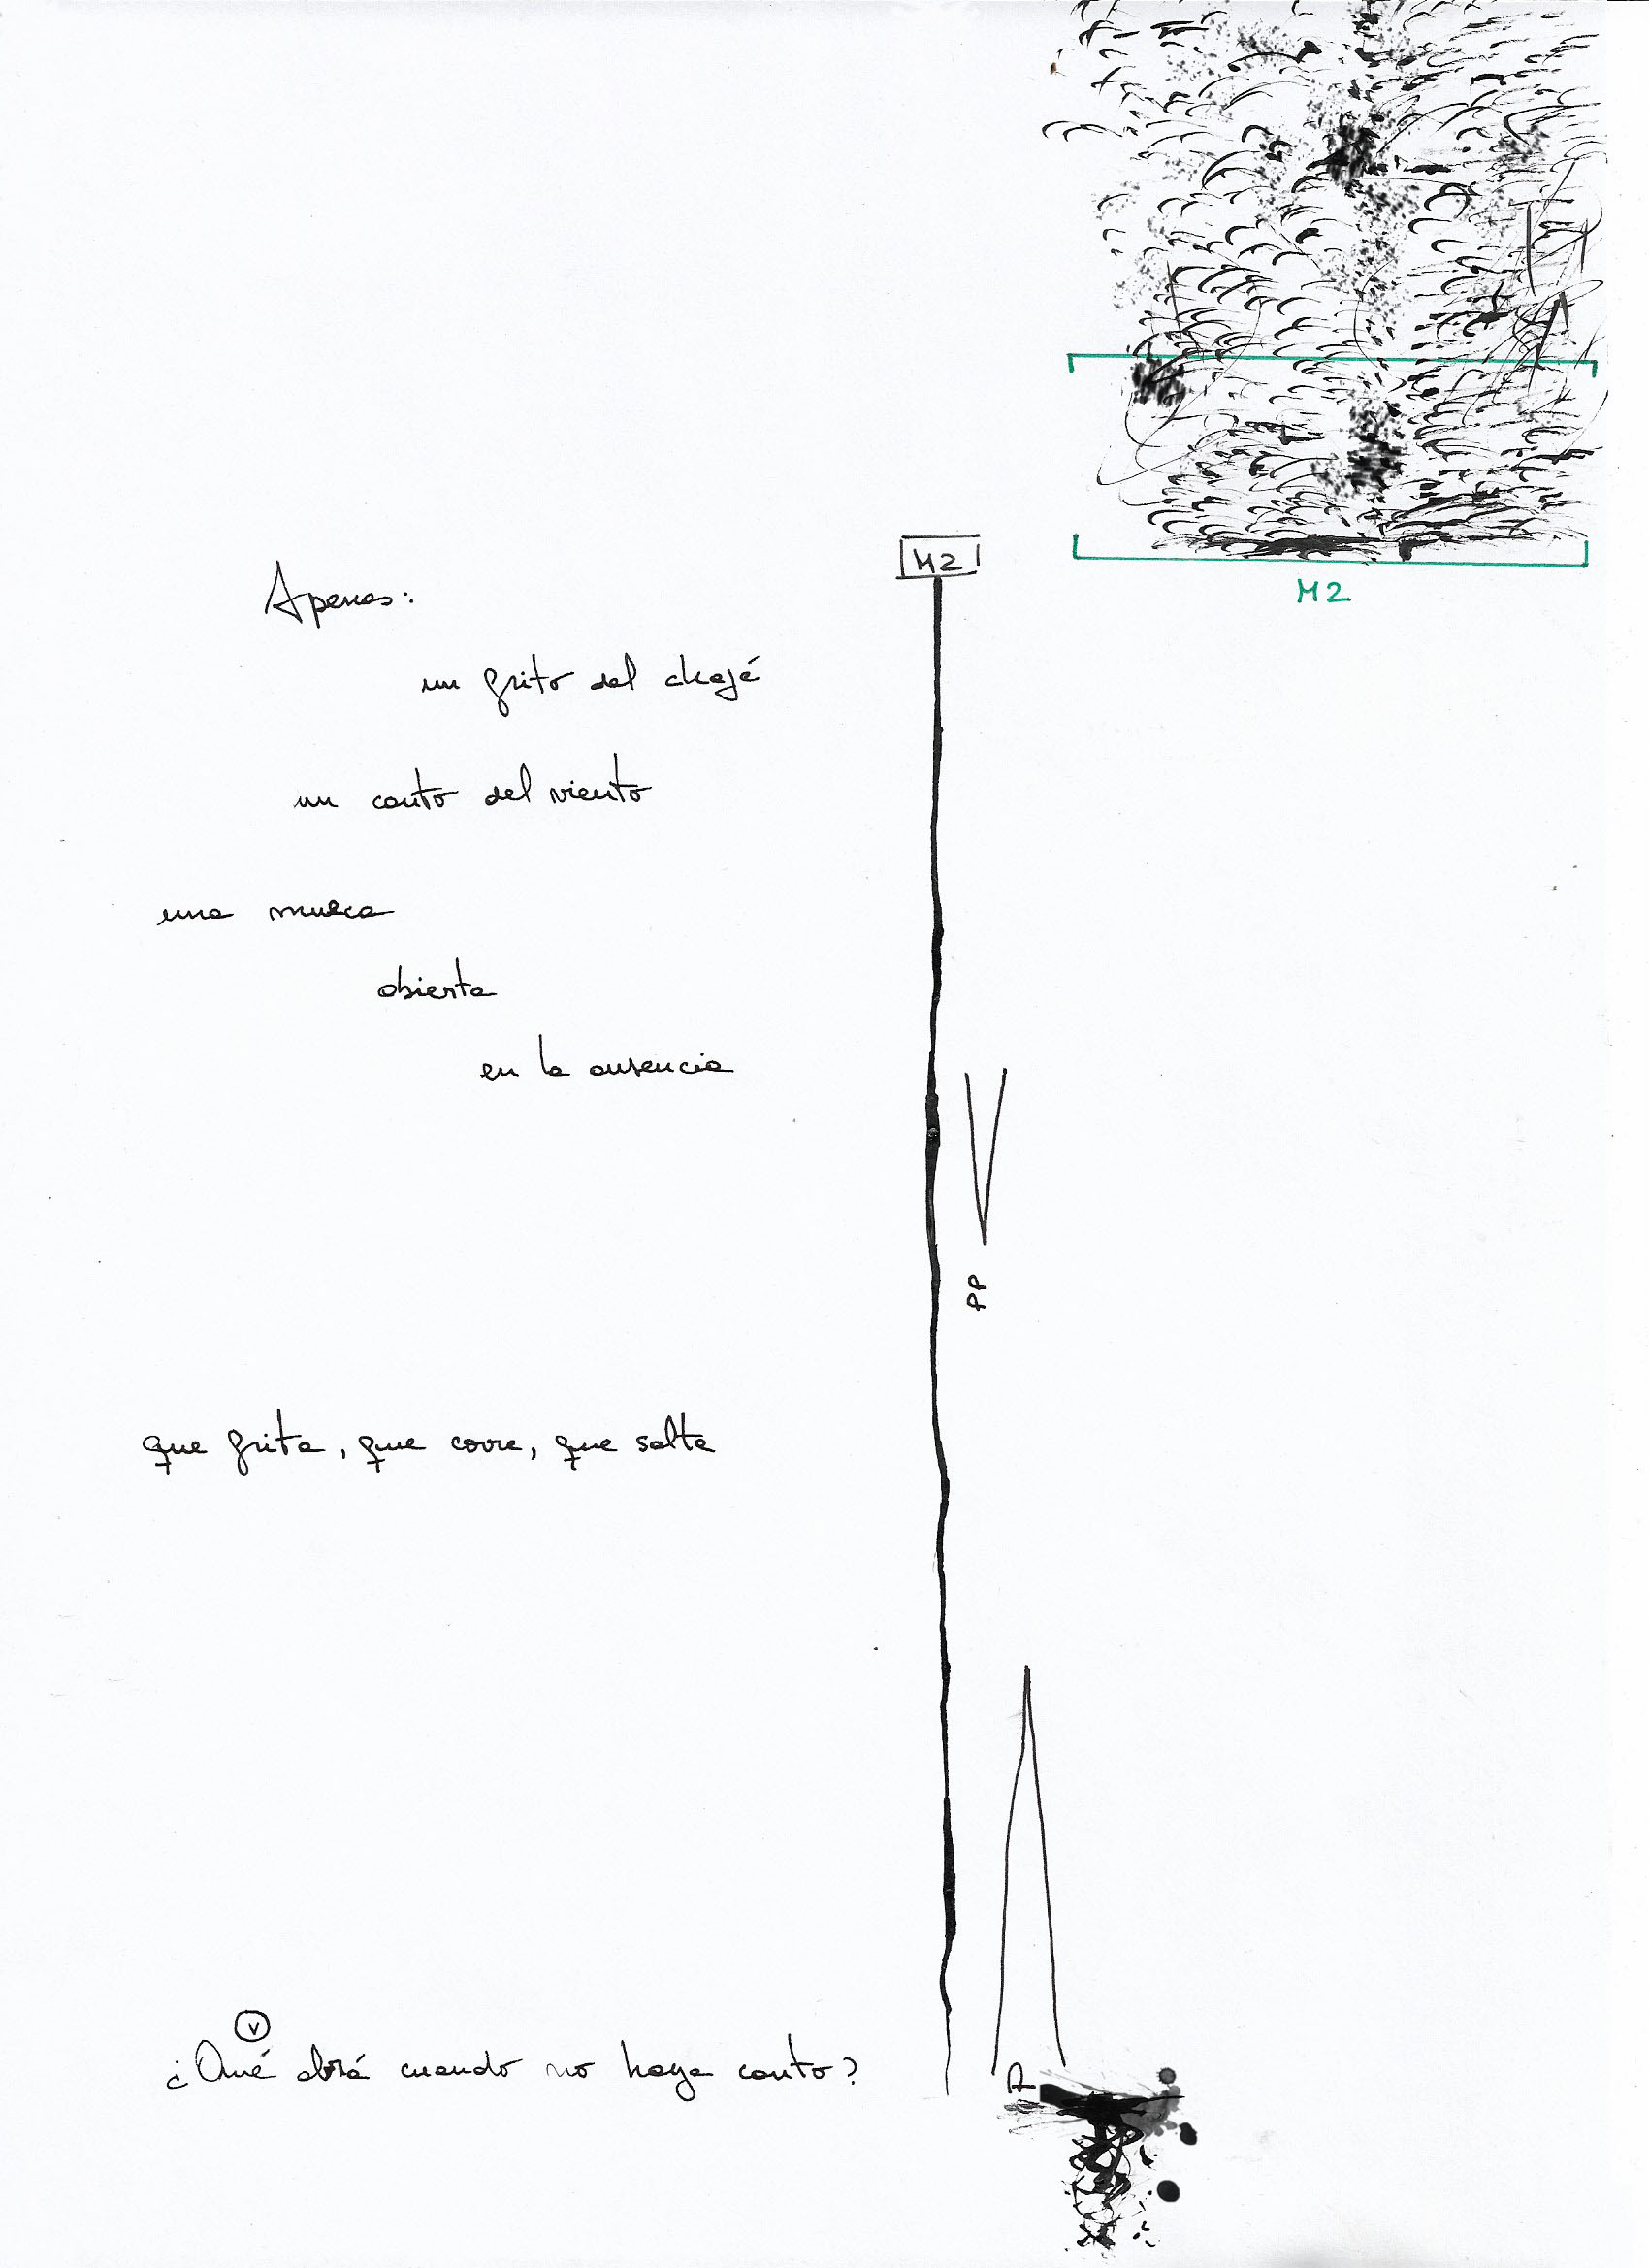 M2
M2
Apenas:
un grito del chajá
un canto del viento
una mueca
abierta
en la ausencia
PP
que grita, que corre, que salta
V
¿Qué abrá cuando no haya canto?